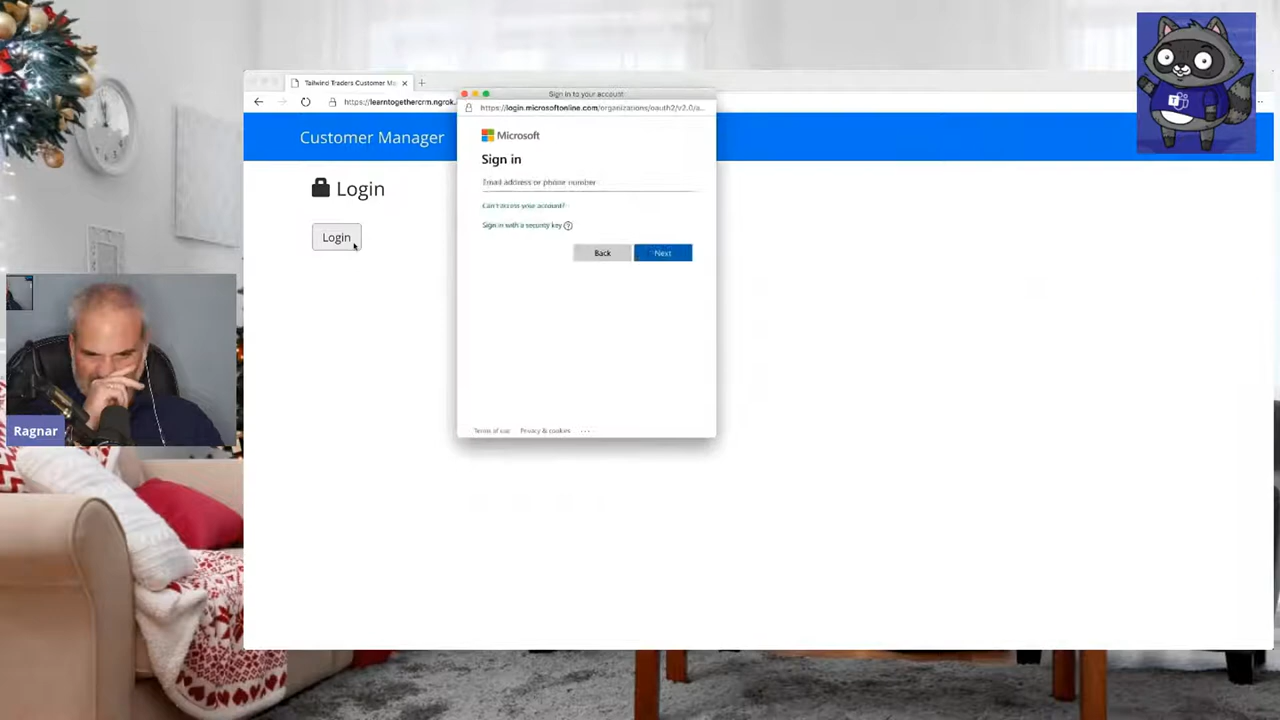 Tailwind Traders Customer Ma
Sign in to your account
https://learntogethercrm.ngrok.
https://login.microsoftonline.com/organizations/oauth2/v2.0/a...
Customer Manager
Microsoft
Sign in
Email address or phone number
Can't access your account?
Sign in with a security key
Back
Next
Terms of use
Privacy & cookies
...
Login
Login
Ragnar